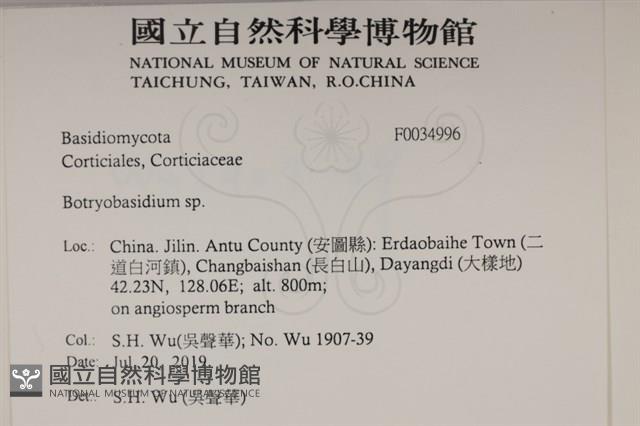 國立自然科學博物館
NATIONAL MUSEUM OF NATURAL SCIENCE
TAICHUNG, TAIWAN, R.O.CHINA
Basidiomycota F0034996
Corticiales, Corticiaceae
Botryobasidium sp.
Loc.: China. Jilin. Antu County (安圖縣): Erdaobaihe Town (二
道白河鎮), Changbaishan (長白山), Dayangdi (大樣地)
42.23N, 128.06E; alt. 800m;
on angiosperm branch
Col.: S.H. Wu(吳聲華); No. Wu 1907-39
Date: Jul. 20, 2019
國立自然科學博物館
NATIONAL MUSEUM OF NATURAL SCIENCE
Det.: S.H. Wu (吳聲華)